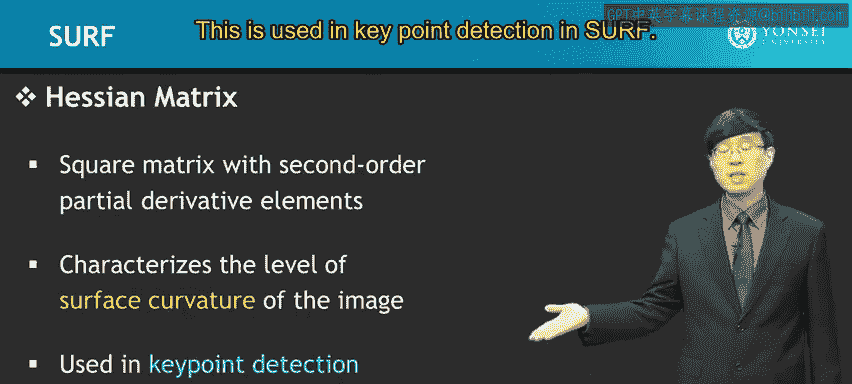 SURF
This is used in key point detection in SURF.
YONSEI
UNIVERSITY
❖ Hessian Matrix
▪ Square matrix with second-order
partial derivative elements
▪ Characterizes the level of
surface curvature of the image
▪ Used in keypoint detection